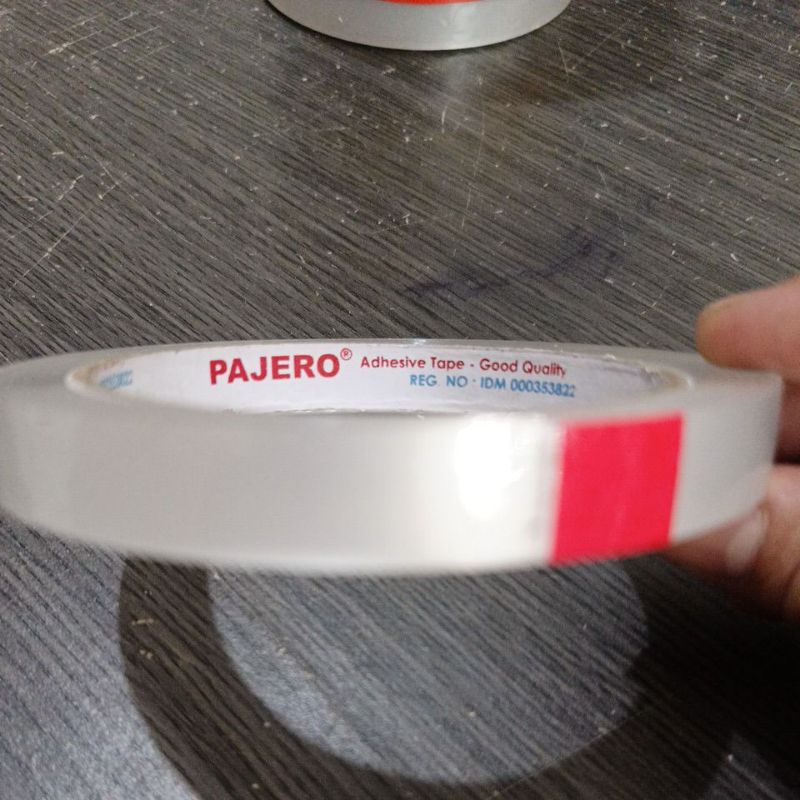 PAJERO® Adhesive Tape - Good Quality
REG. NO : IDM 000353822